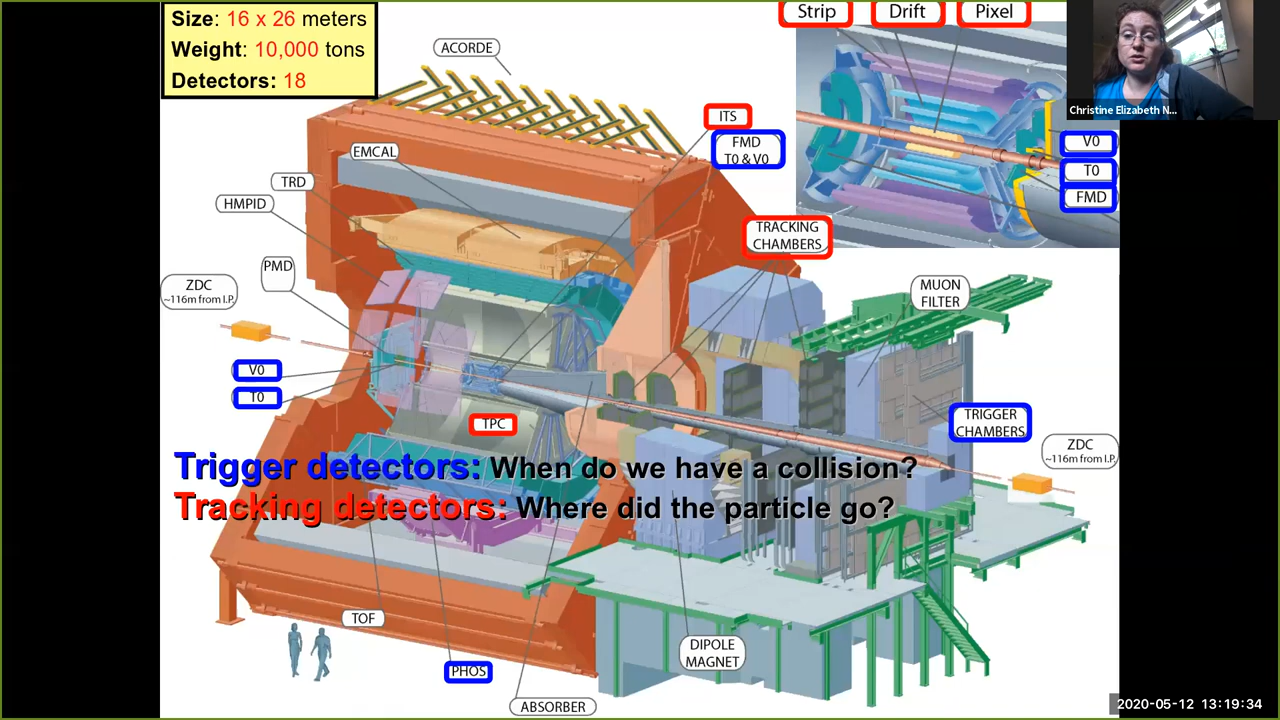 Size: 16 x 26 meters
Weight: 10,000 tons
Detectors: 18
Strip
Drift
Pixel
Christine Elizabeth N...
ACORDE
ITS
FMD
T0 & V0
V0
T0
FMD
EMCAL
TRD
HMPID
TRACKING
CHAMBERS
PMD
ZDC
~116m from I.P.
MUON
FILTER
V0
T0
TPC
TRIGGER
CHAMBERS
ZDC
~116m from I.P.
Trigger detectors: When do we have a collision?
Tracking detectors: Where did the particle go?
TOF
PHOS
DIPOLE
MAGNET
ABSORBER
2020-05-12 13:19:34